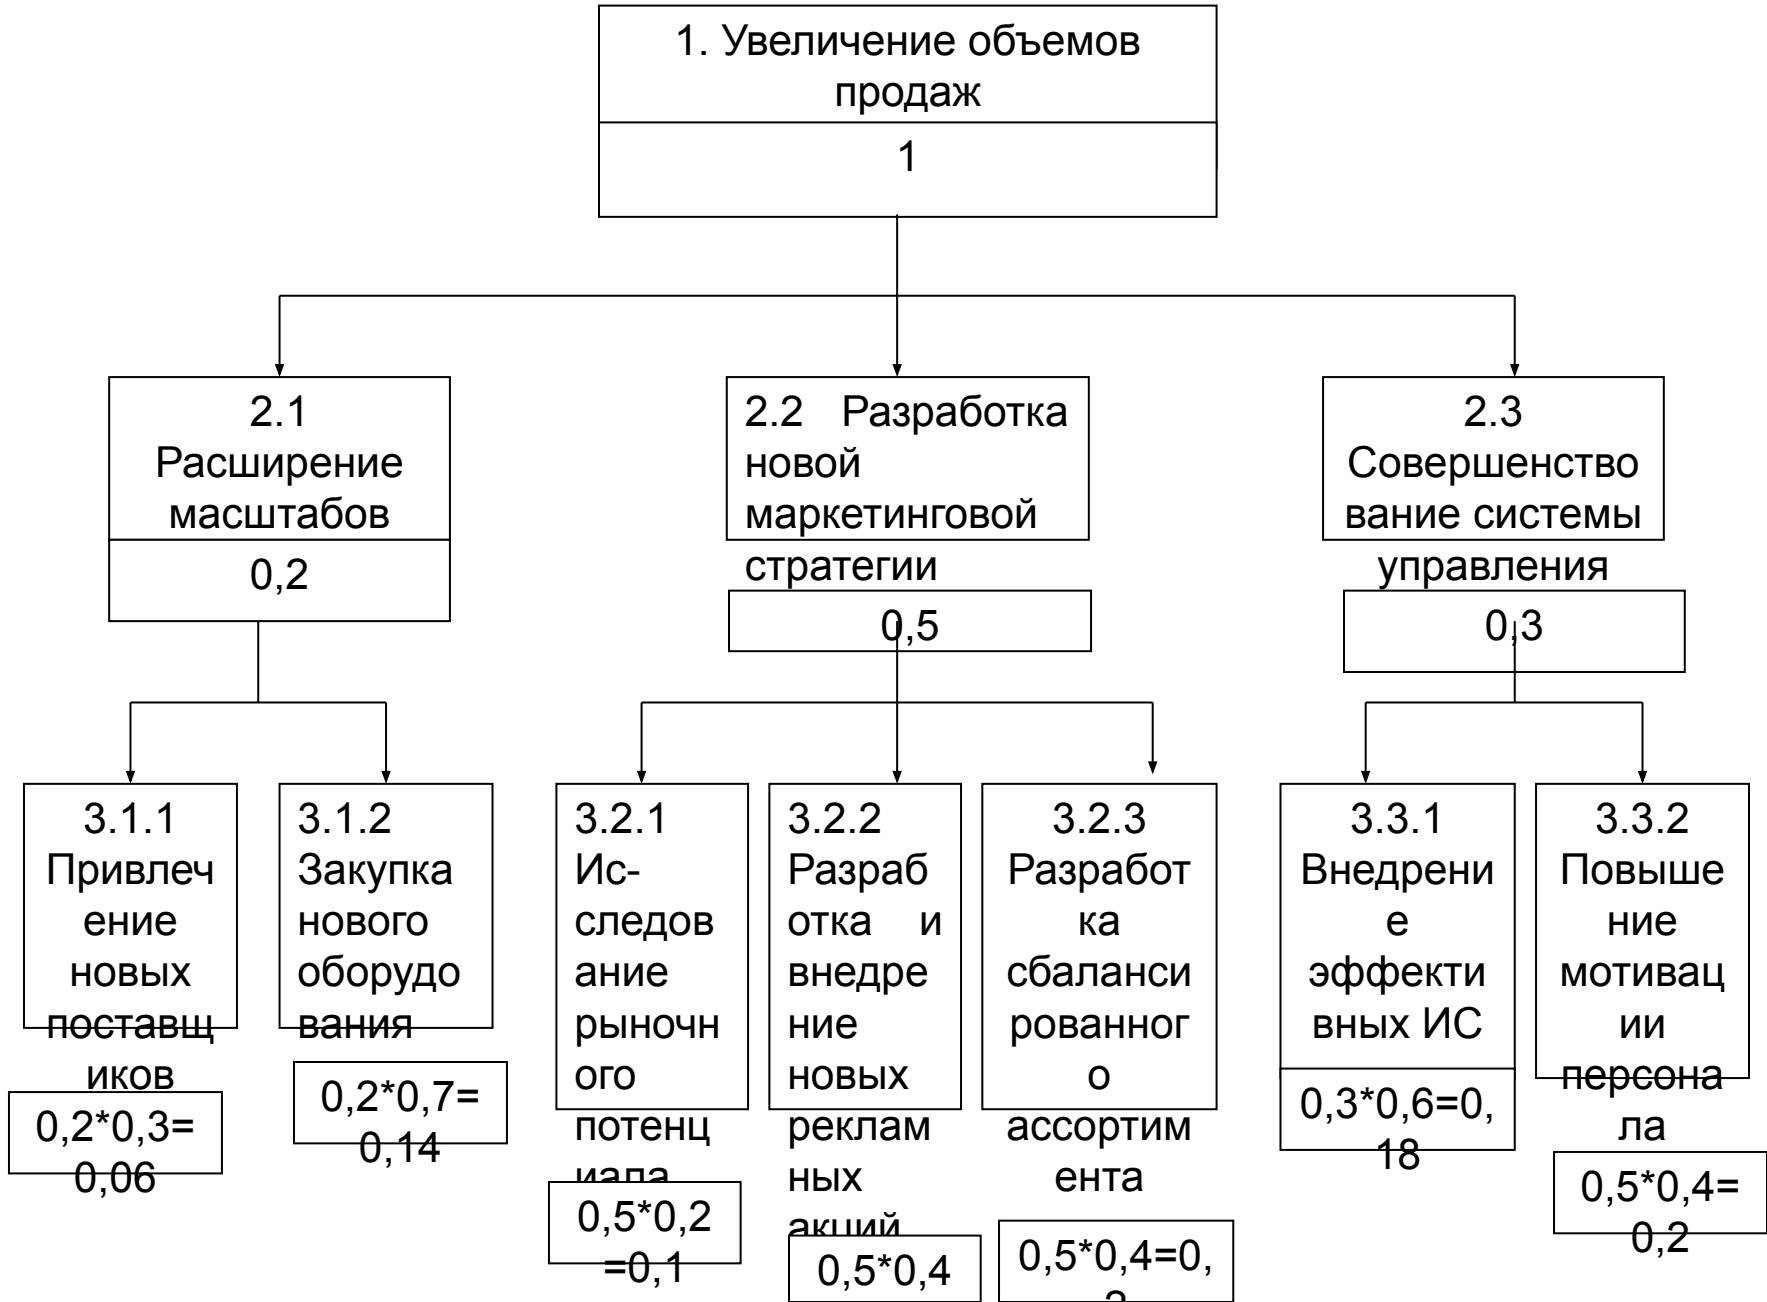 1. Увеличение объемов
продаж
1
2.1
Расширение
масштабов
0,2
2.2 Разработка
новой
маркетинговой
стратегии
0,5
2.3
Совершенство
вание системы
управления
0,3
3.1.1
Привлеч
ение
новых
поставщ
иков
0,2*0,3=
0,06
3.1.2
Закупка
нового
оборудо
вания
0,2*0,7=
0,14
3.2.1
Ис-
следов
ание
рыночн
ого
потенц
иала
0,5*0,2
=0,1
3.2.2
Разраб
отка и
внедре
ние
новых
реклам
ных
акций
0,5*0,4
3.2.3
Разработ
ка
сбаланси
рованног
о
ассортим
ента
0,5*0,4=0,
3.3.1
Внедрени
е
эффекти
вных ИС
0,3*0,6=0,
18
3.3.2
Повыше
ние
мотивац
ии
персона
ла
0,5*0,4=
0,2